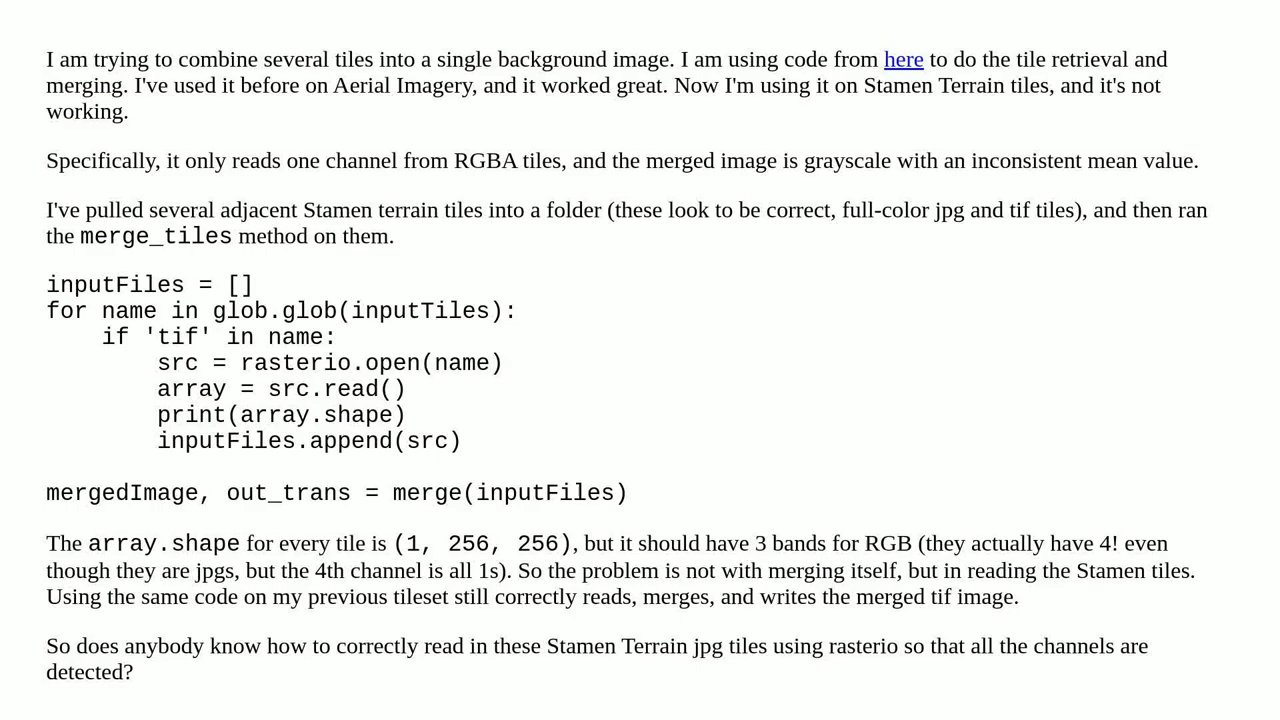 I am trying to combine several tiles into a single background image. I am using code from here to do the tile retrieval and
merging. I've used it before on Aerial Imagery, and it worked great. Now I'm using it on Stamen Terrain tiles, and it's not
working.
Specifically, it only reads one channel from RGBA tiles, and the merged image is grayscale with an inconsistent mean value.
I've pulled several adjacent Stamen terrain tiles into a folder (these look to be correct, full-color jpg and tif tiles), and then ran
the merge_tiles method on them.
inputFiles = []
for name in glob.glob(inputTiles):
    if 'tif' in name:
        src = rasterio.open(name)
        array = src.read()
        print(array.shape)
        inputFiles.append(src)
mergedImage, out_trans = merge(inputFiles)
The array.shape for every tile is (1, 256, 256), but it should have 3 bands for RGB (they actually have 4! even
though they are jpgs, but the 4th channel is all 1s). So the problem is not with merging itself, but in reading the Stamen tiles.
Using the same code on my previous tileset still correctly reads, merges, and writes the merged tif image.
So does anybody know how to correctly read in these Stamen Terrain jpg tiles using rasterio so that all the channels are
detected?